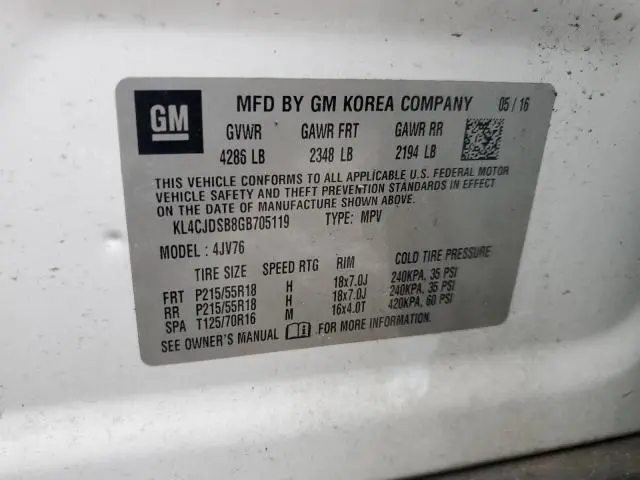 GM MFD BY GM KOREA COMPANY 05/16
GVWR GAWR FRT GAWR RR
4286 LB 2348 LB 2194 LB
THIS VEHICLE CONFORMS TO ALL APPLICABLE U.S. FEDERAL MOTOR
VEHICLE SAFETY AND THEFT PREVENTION STANDARDS IN EFFECT
ON THE DATE OF MANUFACTURE SHOWN ABOVE.
KL4CJDSB8GB705119 TYPE: MPV
MODEL: 4JV76
TIRE SIZE SPEED RTG RIM COLD TIRE PRESSURE
FRT P215/55R18 H 18x7.0J 240KPA, 35 PSI
RR P215/55R18 H 18x7.0J 240KPA, 35 PSI
SPA T125/70R16 M 16x4.0T 420KPA, 60 PSI
SEE OWNER'S MANUAL FOR MORE INFORMATION.